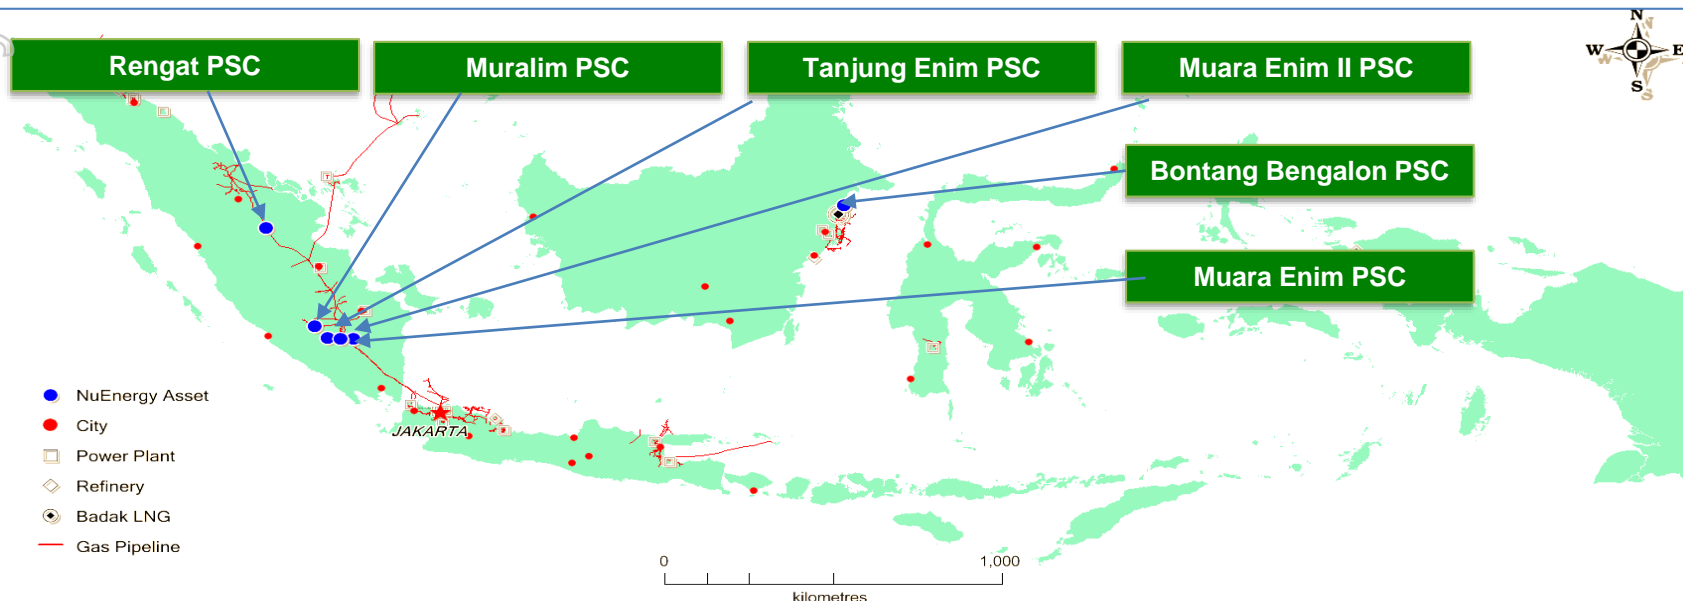 N
W E
S
Rengat PSC
Muralim PSC
Tanjung Enim PSC
Muara Enim II PSC
Bontang Bengalon PSC
Muara Enim PSC
NuEnergy Asset
City
Power Plant
Refinery
Badak LNG
Gas Pipeline
JAKARTA
0 1,000
kilometres